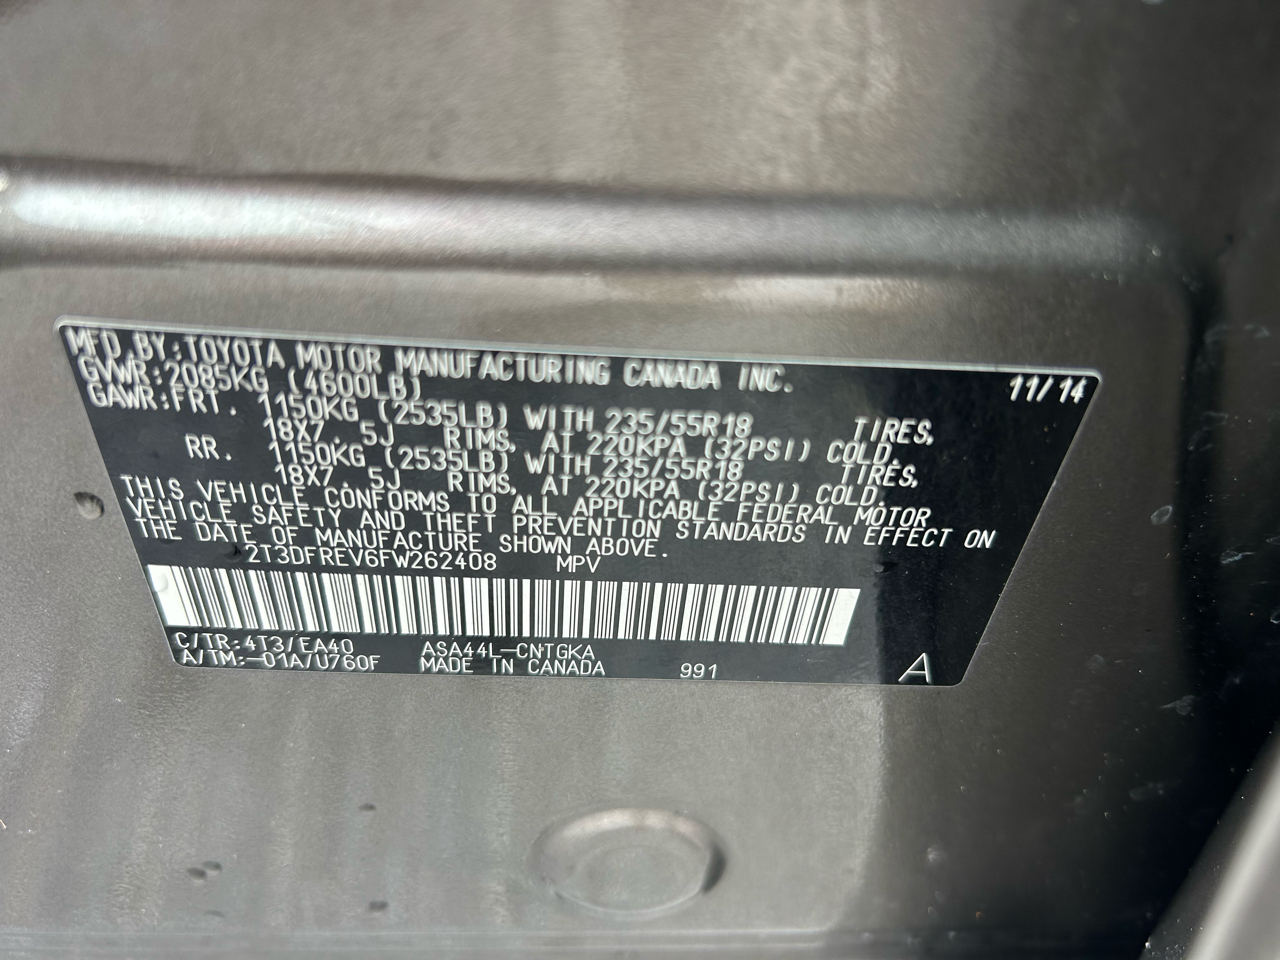 MFD BY:TOYOTA MOTOR MANUFACTURING CANADA INC. 11/14
GVWR:2085KG (4600LB)
GAWR:FRT. 1150KG (2535LB) WITH 235/55R18 TIRES,
18X7.5J RIMS, AT 220KPA (32PSI) COLD.
RR. 1150KG (2535LB) WITH 235/55R18 TIRES,
18X7.5J RIMS, AT 220KPA (32PSI) COLD.
THIS VEHICLE CONFORMS TO ALL APPLICABLE FEDERAL MOTOR
VEHICLE SAFETY AND THEFT PREVENTION STANDARDS IN EFFECT ON
THE DATE OF MANUFACTURE SHOWN ABOVE.
2T3DFREV6FW262408 MPV
C/TR:4T3/EA40 ASA44L-CNTGKA
A/TM:-01A/U760F MADE IN CANADA 991 A